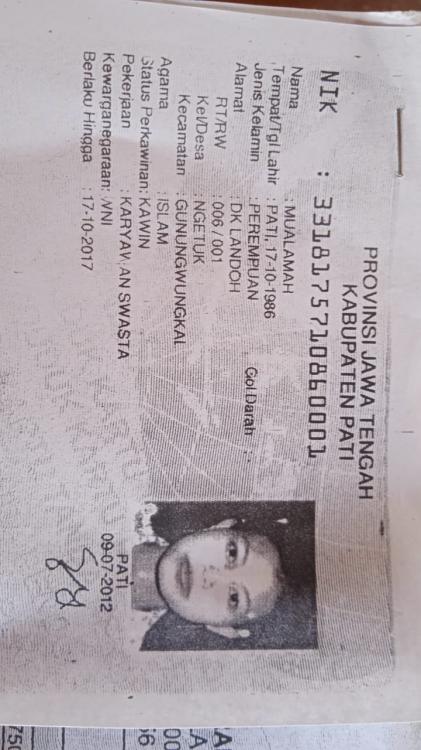 PROVINSI JAWA TENGAH
KABUPATEN PATI
NIK : 3318175710860001
Nama : MUALAMAH
Tempat/Tgl Lahir : PATI, 17-10-1986
Jenis Kelamin : PEREMPUAN Gol Darah : -
Alamat : DK LANDOH
RT/RW : 006 / 001
Kel/Desa : NGETUK
Kecamatan : GUNUNGWUNGKAL
Agama : ISLAM
Status Perkawinan: KAWIN
Pekerjaan : KARYAWAN SWASTA
Kewarganegaraan: WNI
Berlaku Hingga : 17-10-2017
PATI
09-07-2012